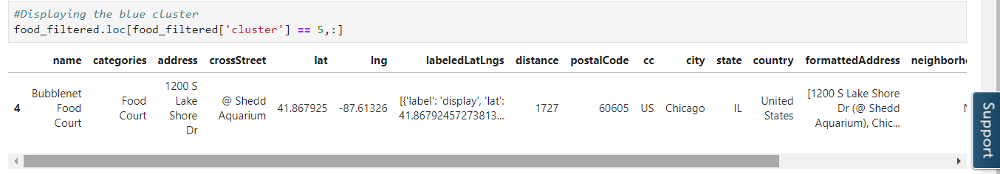 #Displaying the blue cluster
food_filtered.loc[food_filtered['cluster'] == 5,:]
name categories address crossStreet lat lng labeledLatLngs distance postalCode cc city state country formattedAddress neighborho
4 Bubblenet Food Court Food Court 1200 S Lake Shore Dr @ Shedd Aquarium 41.867925 -87.61326 [{'label': 'display', 'lat': 41.86792457273813... 1727 60605 US Chicago IL United States [1200 S Lake Shore Dr (@ Shedd Aquarium), Chic...
Support